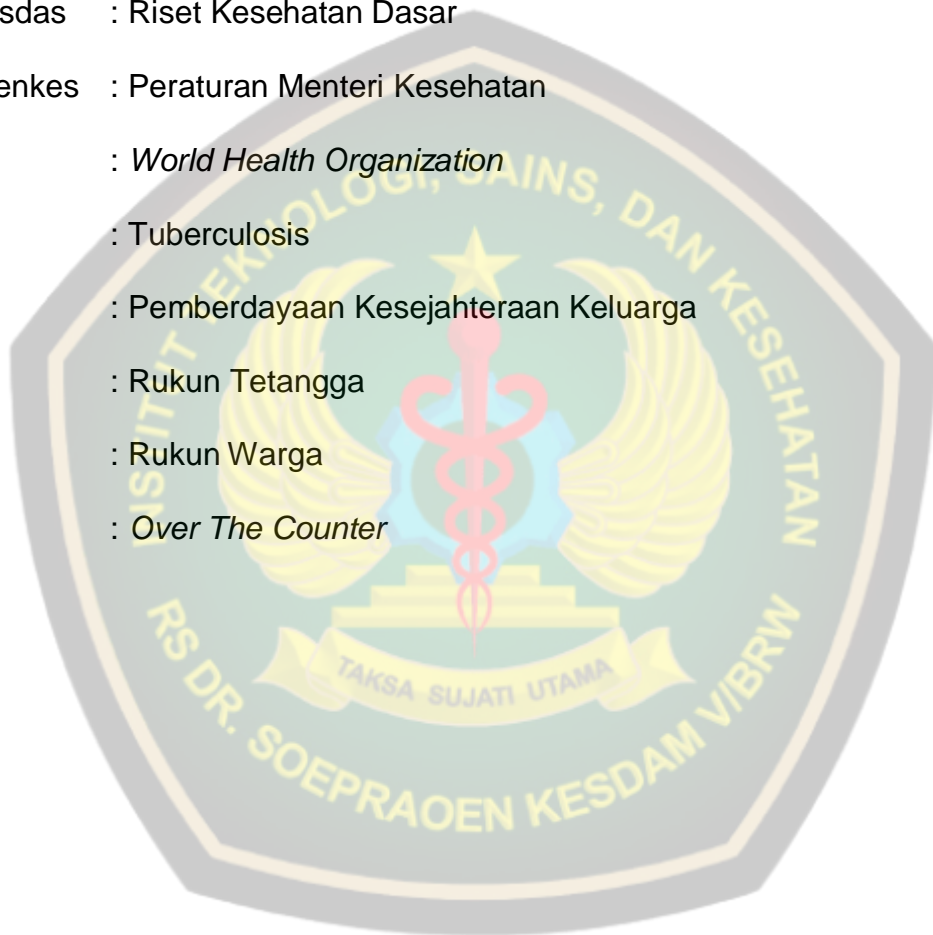 sdas : Riset Kesehatan Dasar
enkes : Peraturan Menteri Kesehatan
: World Health Organization
: Tuberculosis
: Pemberdayaan Kesejahteraan Keluarga
: Rukun Tetangga
: Rukun Warga
: Over The Counter
INSTITUT TEKNOLOGI, SAINS, DAN KESEHATAN
TAKSA SUJATI UTAMA
RS DR. SOEPRAOEN KESDAM V/BRW